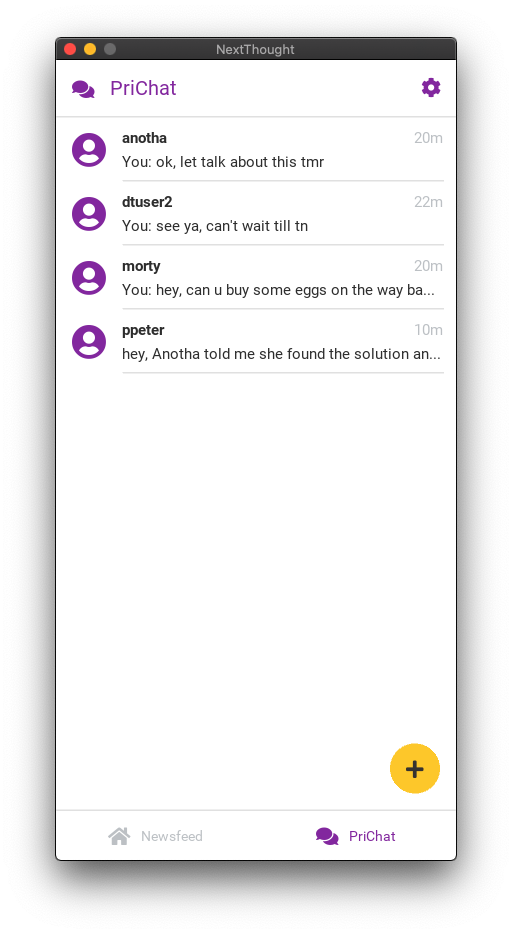 NextThought
PriChat
anotha 20m
You: ok, let talk about this tmr
dtuser2 22m
You: see ya, can't wait till tn
morty 20m
You: hey, can u buy some eggs on the way ba...
ppeter 10m
hey, Anotha told me she found the solution an...
Newsfeed PriChat